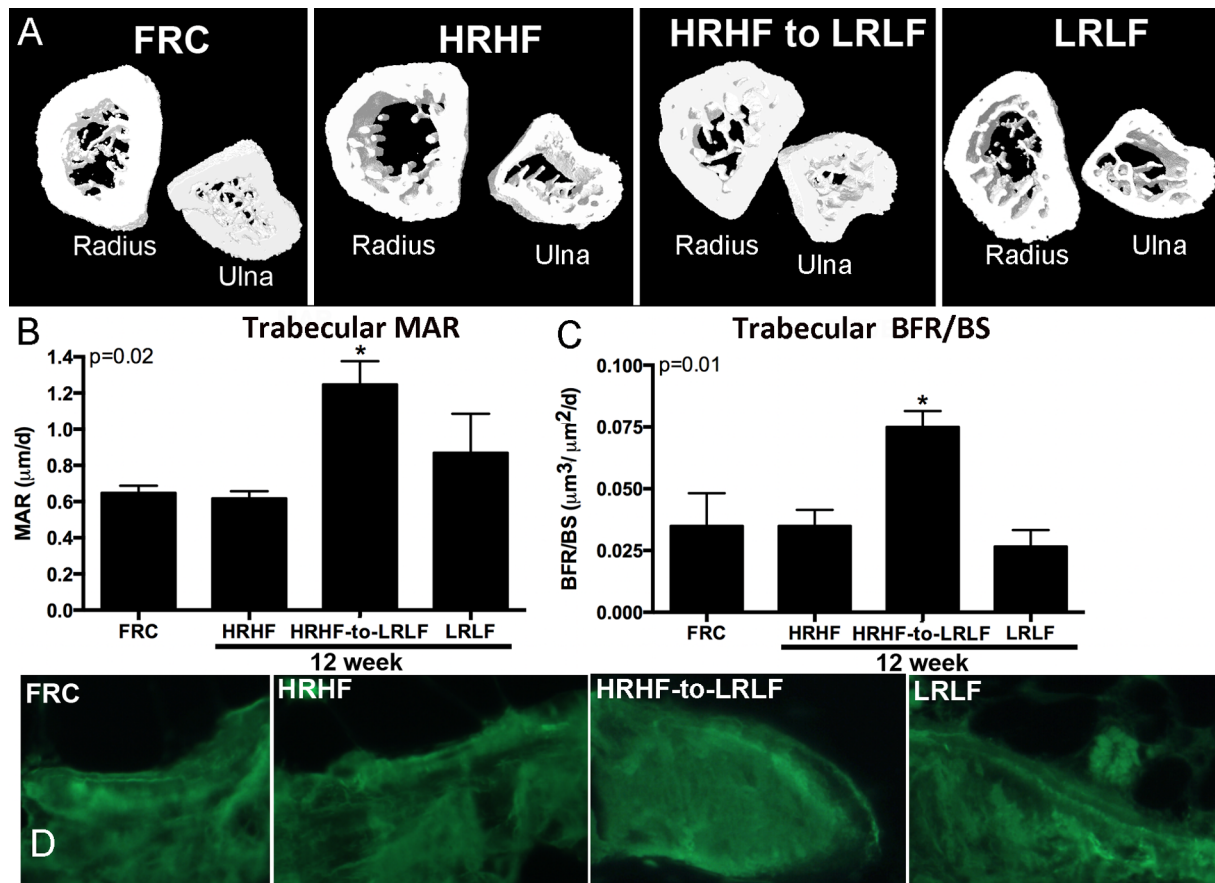 A
FRC
HRHF
HRHF to LRLF
LRLF
Radius
Ulna
Radius
Ulna
Radius
Ulna
Radius
Ulna
B
Trabecular MAR
p=0.02
MAR (μm/d)
1.4
1.2
1.0
0.8
0.6
0.4
0.2
0.0
*
FRC
HRHF
HRHF-to-LRLF
LRLF
12 week
C
Trabecular BFR/BS
p=0.01
BFR/BS (μm³/ μm²/d)
0.100
0.075
0.050
0.025
0.000
*
FRC
HRHF
HRHF-to-LRLF
LRLF
12 week
FRC
HRHF
HRHF-to-LRLF
LRLF
D